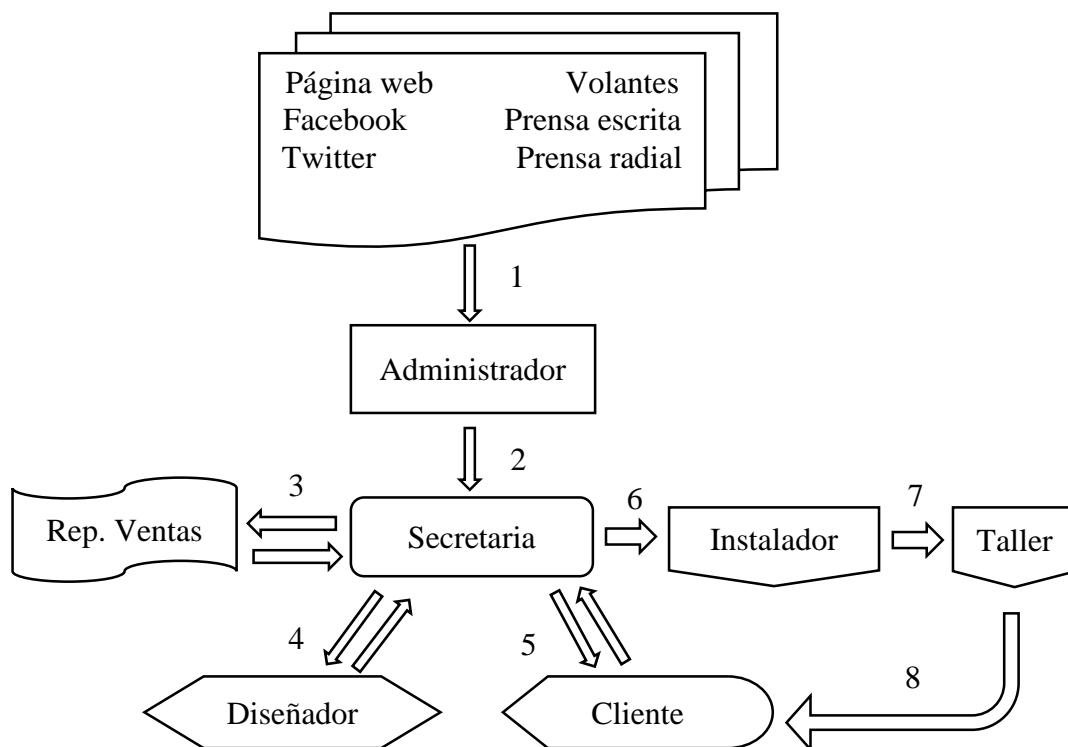 Página web Volantes
Facebook Prensa escrita
Twitter Prensa radial
1
Administrador
2
3
6
7
Rep. Ventas
Secretaria
Instalador
Taller
4
5
8
Diseñador
Cliente